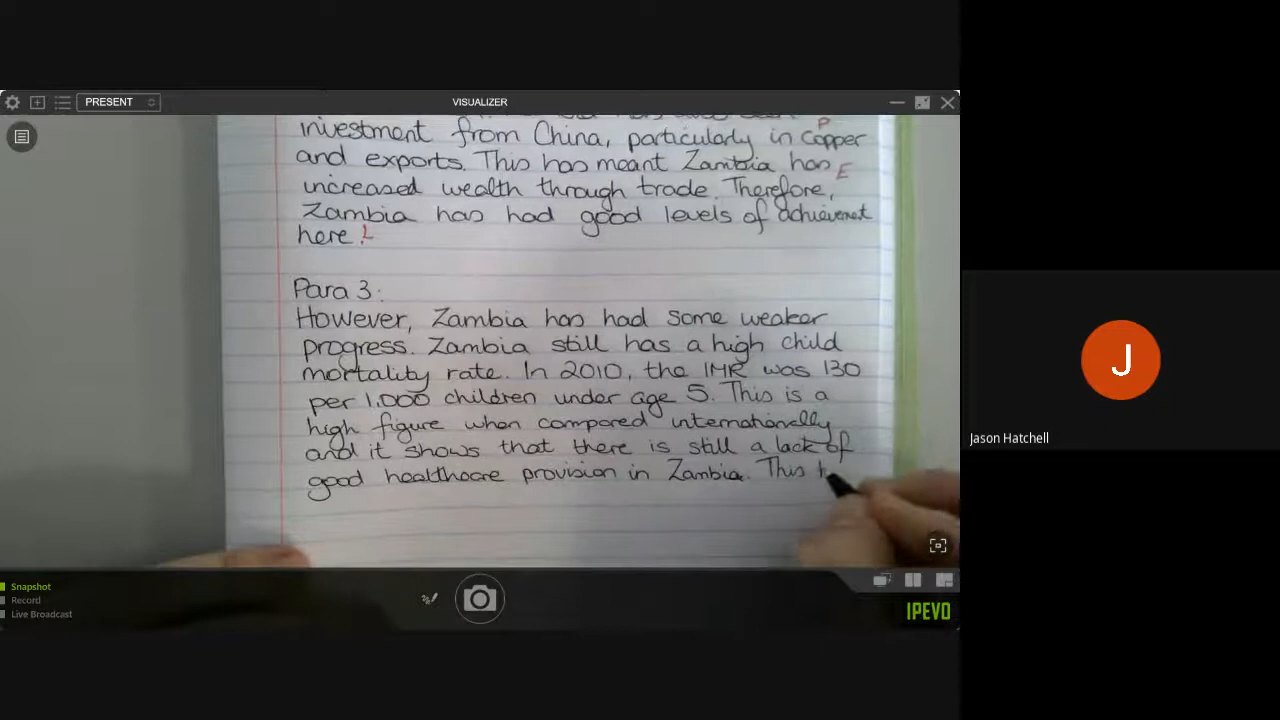 PRESENT
VISUALIZER
investment from China, particularly in copper P
and exports. This has meant Zambia has E
increased wealth through trade. Therefore,
Zambia has had good levels of achievemet
here. L
Para 3:
However, Zambia has had some weaker
progress. Zambia still has a high child
mortality rate. In 2010, the IMR was 130
per 1,000 children under age 5. This is a
high figure when compared internationally
and it shows that there is still a lack of
good healthcare provision in Zambia. This
Snapshot
Record
Live Broadcast
IPEVO
J
Jason Hatchell